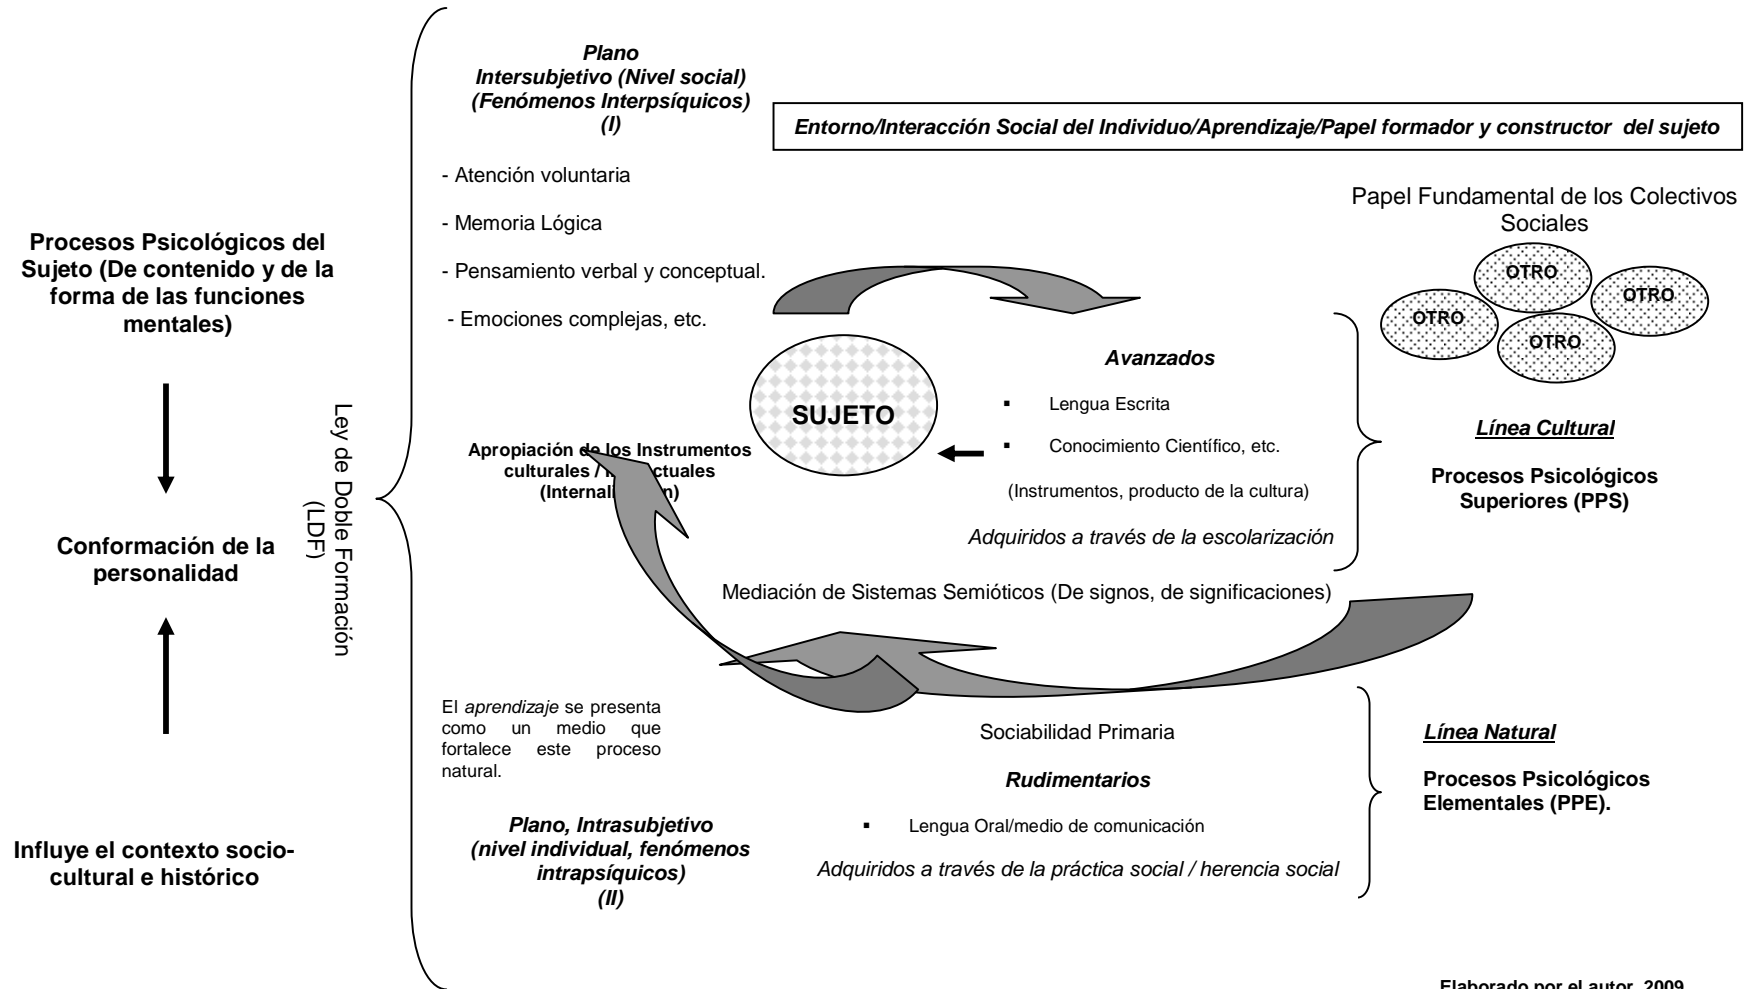 Plano
Intersubjetivo (Nivel social)
(Fenómenos Interpsíquicos)
(I)
Entorno/Interacción Social del Individuo/Aprendizaje/Papel formador y constructor del sujeto
- Atención voluntaria
- Memoria Lógica
- Pensamiento verbal y conceptual.
- Emociones complejas, etc.
Papel Fundamental de los Colectivos
Sociales
OTRO
OTRO
OTRO
OTRO
Procesos Psicológicos del
Sujeto (De contenido y de la
forma de las funciones
mentales)
Conformación de la
personalidad
Influye el contexto socio-
cultural e histórico
Ley de Doble Formación
(LDF)
SUJETO
Avanzados
▪ Lengua Escrita
▪ Conocimiento Científico, etc.
(Instrumentos, producto de la cultura)
Adquiridos a través de la escolarización
Línea Cultural
Procesos Psicológicos
Superiores (PPS)
Apropiación de los Instrumentos
culturales /
Mediación de Sistemas Semióticos (De signos, de significaciones)
El aprendizaje se presenta
como un medio que
fortalece este proceso
natural.
Sociabilidad Primaria
Rudimentarios
▪ Lengua Oral/medio de comunicación
Adquiridos a través de la práctica social / herencia social
Línea Natural
Procesos Psicológicos
Elementales (PPE).
Plano, Intrasubjetivo
(nivel individual, fenómenos
intrapsíquicos)
(II)
Elaborado por el autor, 2009